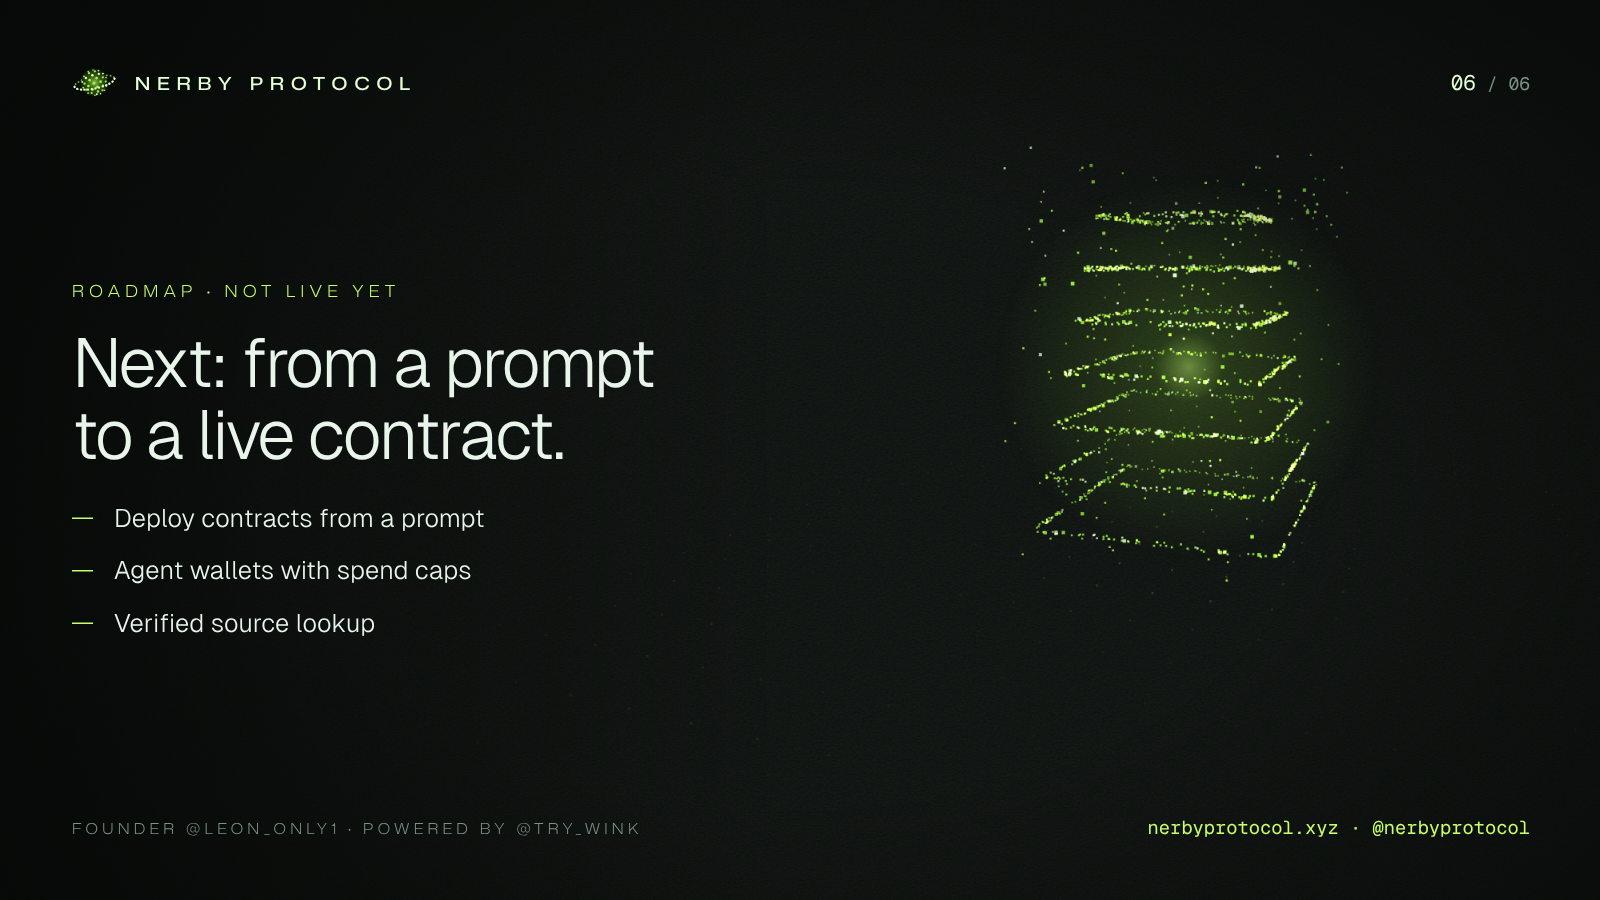 NERBY PROTOCOL
06 / 06
ROADMAP · NOT LIVE YET
Next: from a prompt
to a live contract.
— Deploy contracts from a prompt
— Agent wallets with spend caps
— Verified source lookup
FOUNDER @LEON_ONLY1 · POWERED BY @TRY_WINK
nerbyprotocol.xyz · @nerbyprotocol